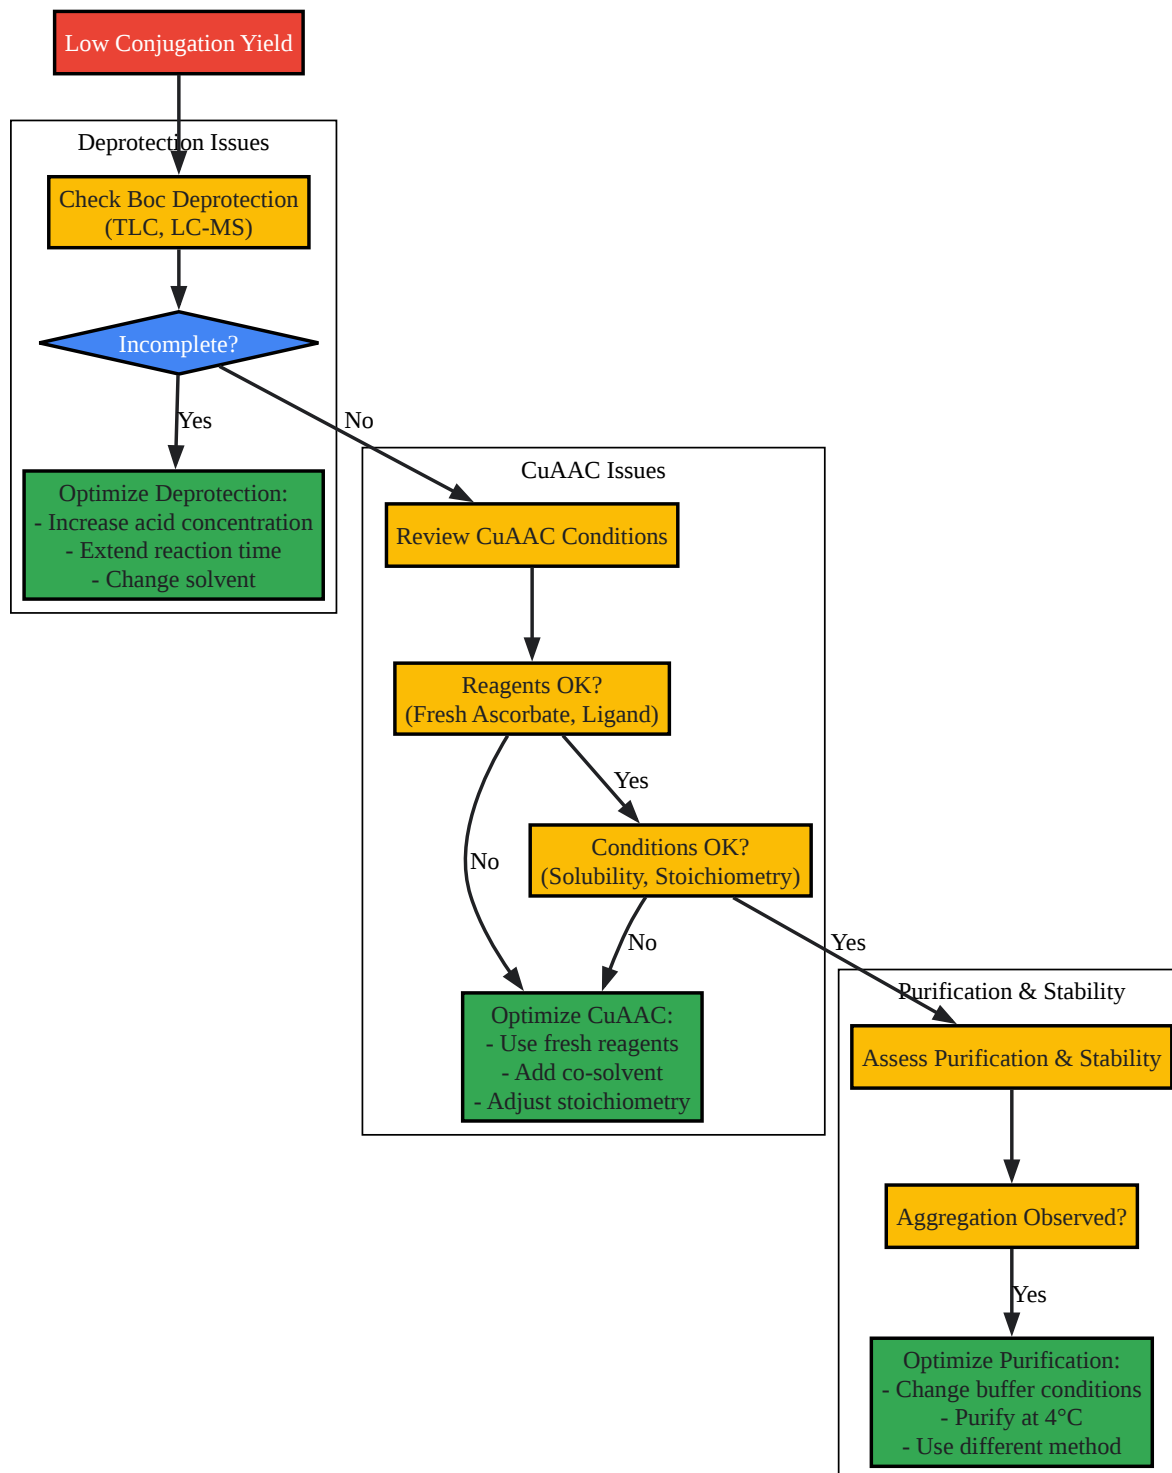 Low Conjugation Yield
Deprotection Issues
Check Boc Deprotection
(TLC, LC-MS)
Incomplete?
Yes
No
Optimize Deprotection:
- Increase acid concentration
- Extend reaction time
- Change solvent
CuAAC Issues
Review CuAAC Conditions
Reagents OK?
(Fresh Ascorbate, Ligand)
Yes
No
Conditions OK?
(Solubility, Stoichiometry)
No
Yes
Optimize CuAAC:
- Use fresh reagents
- Add co-solvent
- Adjust stoichiometry
Purification & Stability
Assess Purification & Stability
Aggregation Observed?
Yes
Optimize Purification:
- Change buffer conditions
- Purify at 4°C
- Use different method